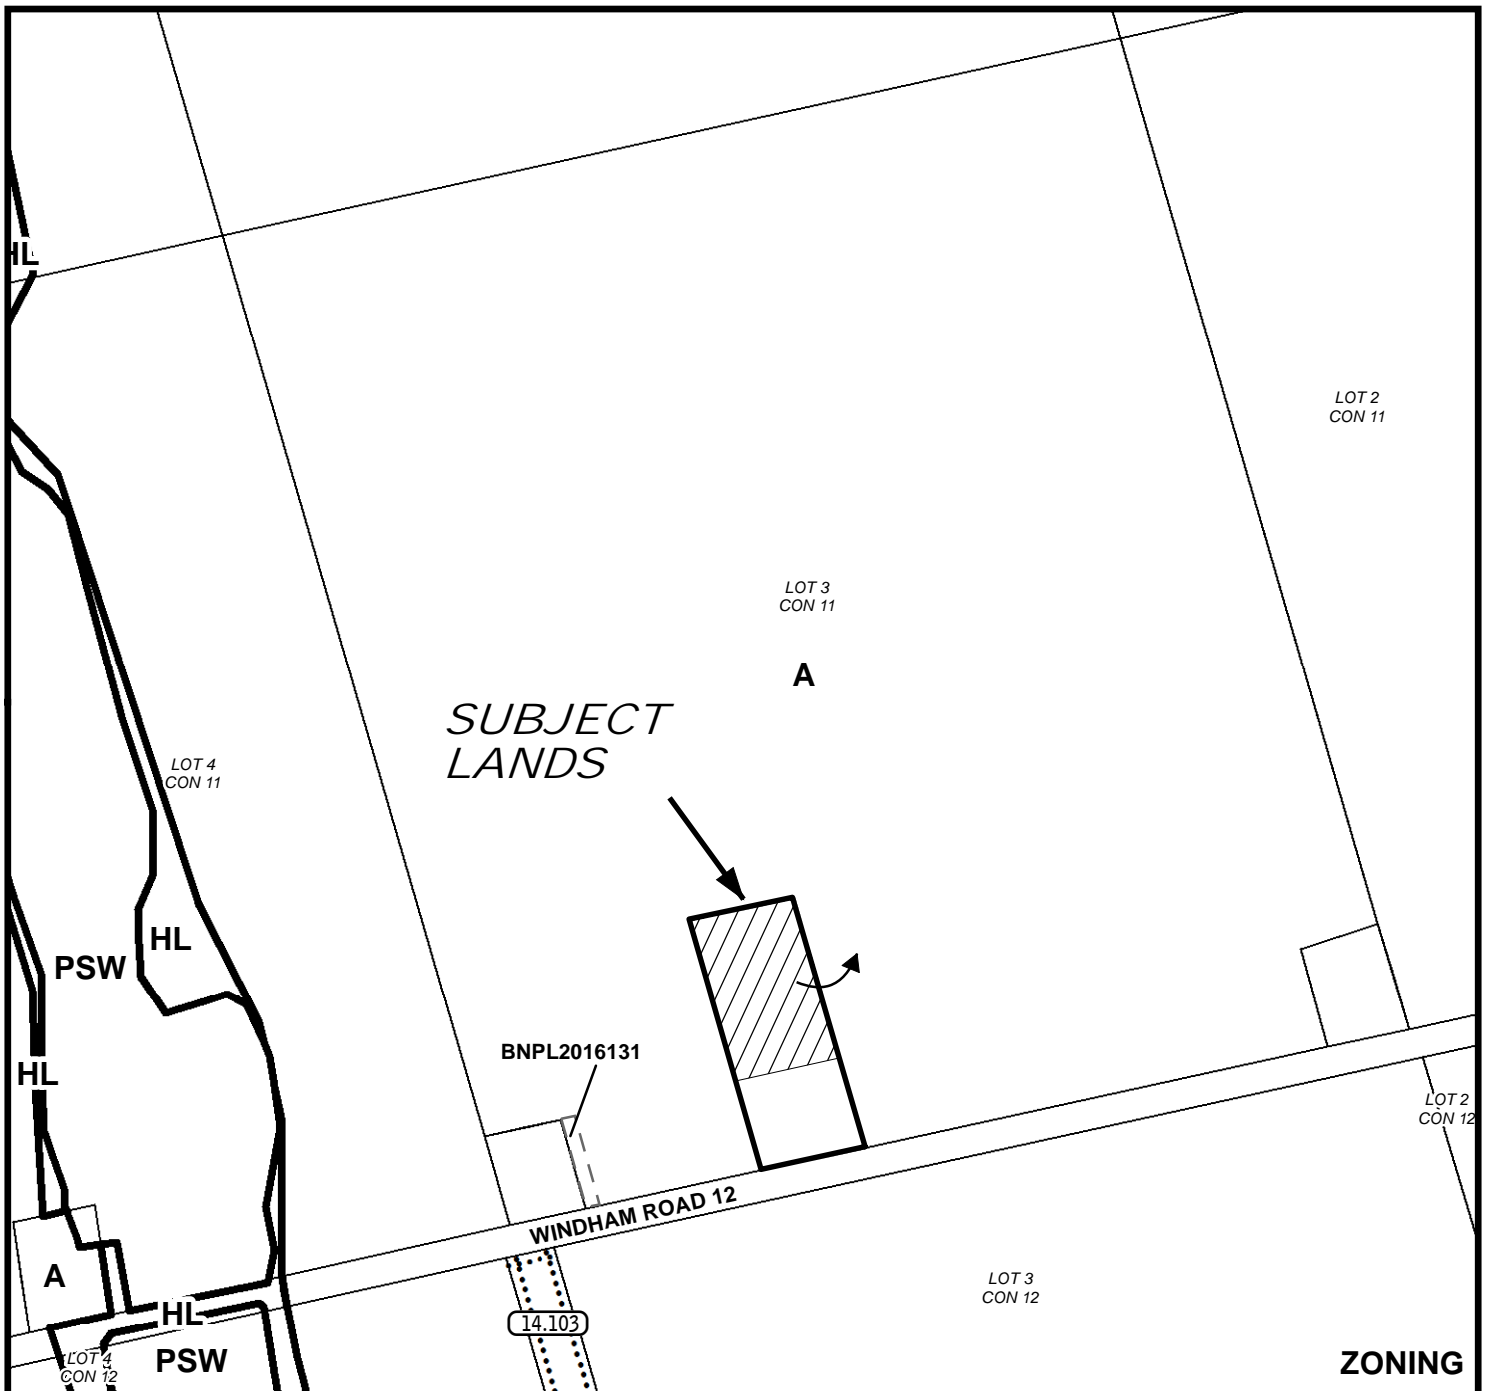 HL
LOT 2
CON 11
LOT 3
CON 11
A
SUBJECT
LANDS
LOT 4
CON 11
HL
PSW
BNPL2016131
HL
LOT 2
CON 12
WINDHAM ROAD 12
A
LOT 3
CON 12
HL
14.103
LOT 4
CON 12
PSW
ZONING